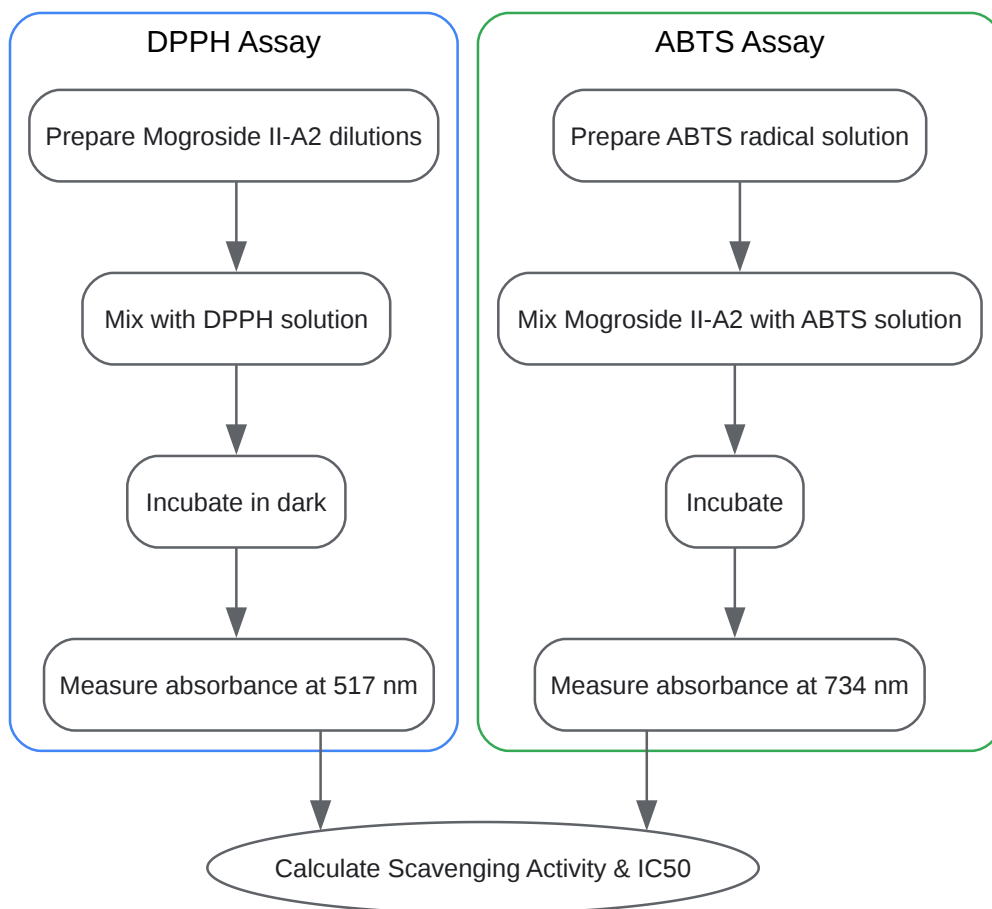 DPPH Assay
Prepare Mogroside II-A2 dilutions
Mix with DPPH solution
Incubate in dark
Measure absorbance at 517 nm
ABTS Assay
Prepare ABTS radical solution
Mix Mogroside II-A2 with ABTS solution
Incubate
Measure absorbance at 734 nm
Calculate Scavenging Activity & IC50